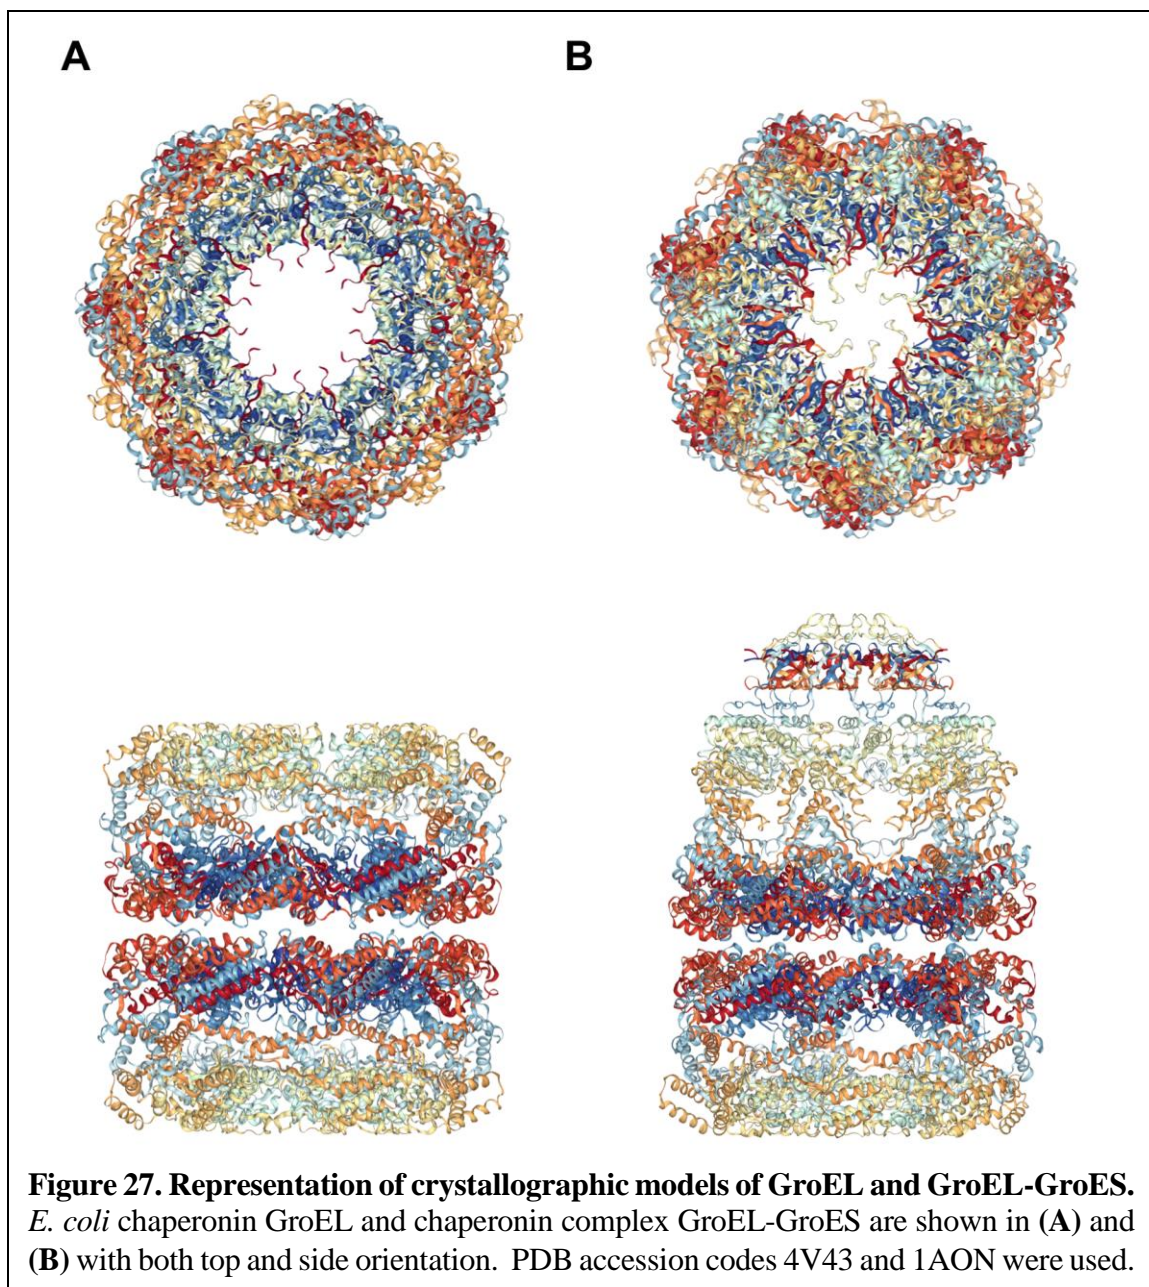 A
B
Figure 27. Representation of crystallographic models of GroEL and GroEL-GroES.
E. coli chaperonin GroEL and chaperonin complex GroEL-GroES are shown in (A) and
(B) with both top and side orientation. PDB accession codes 4V43 and 1AON were used.